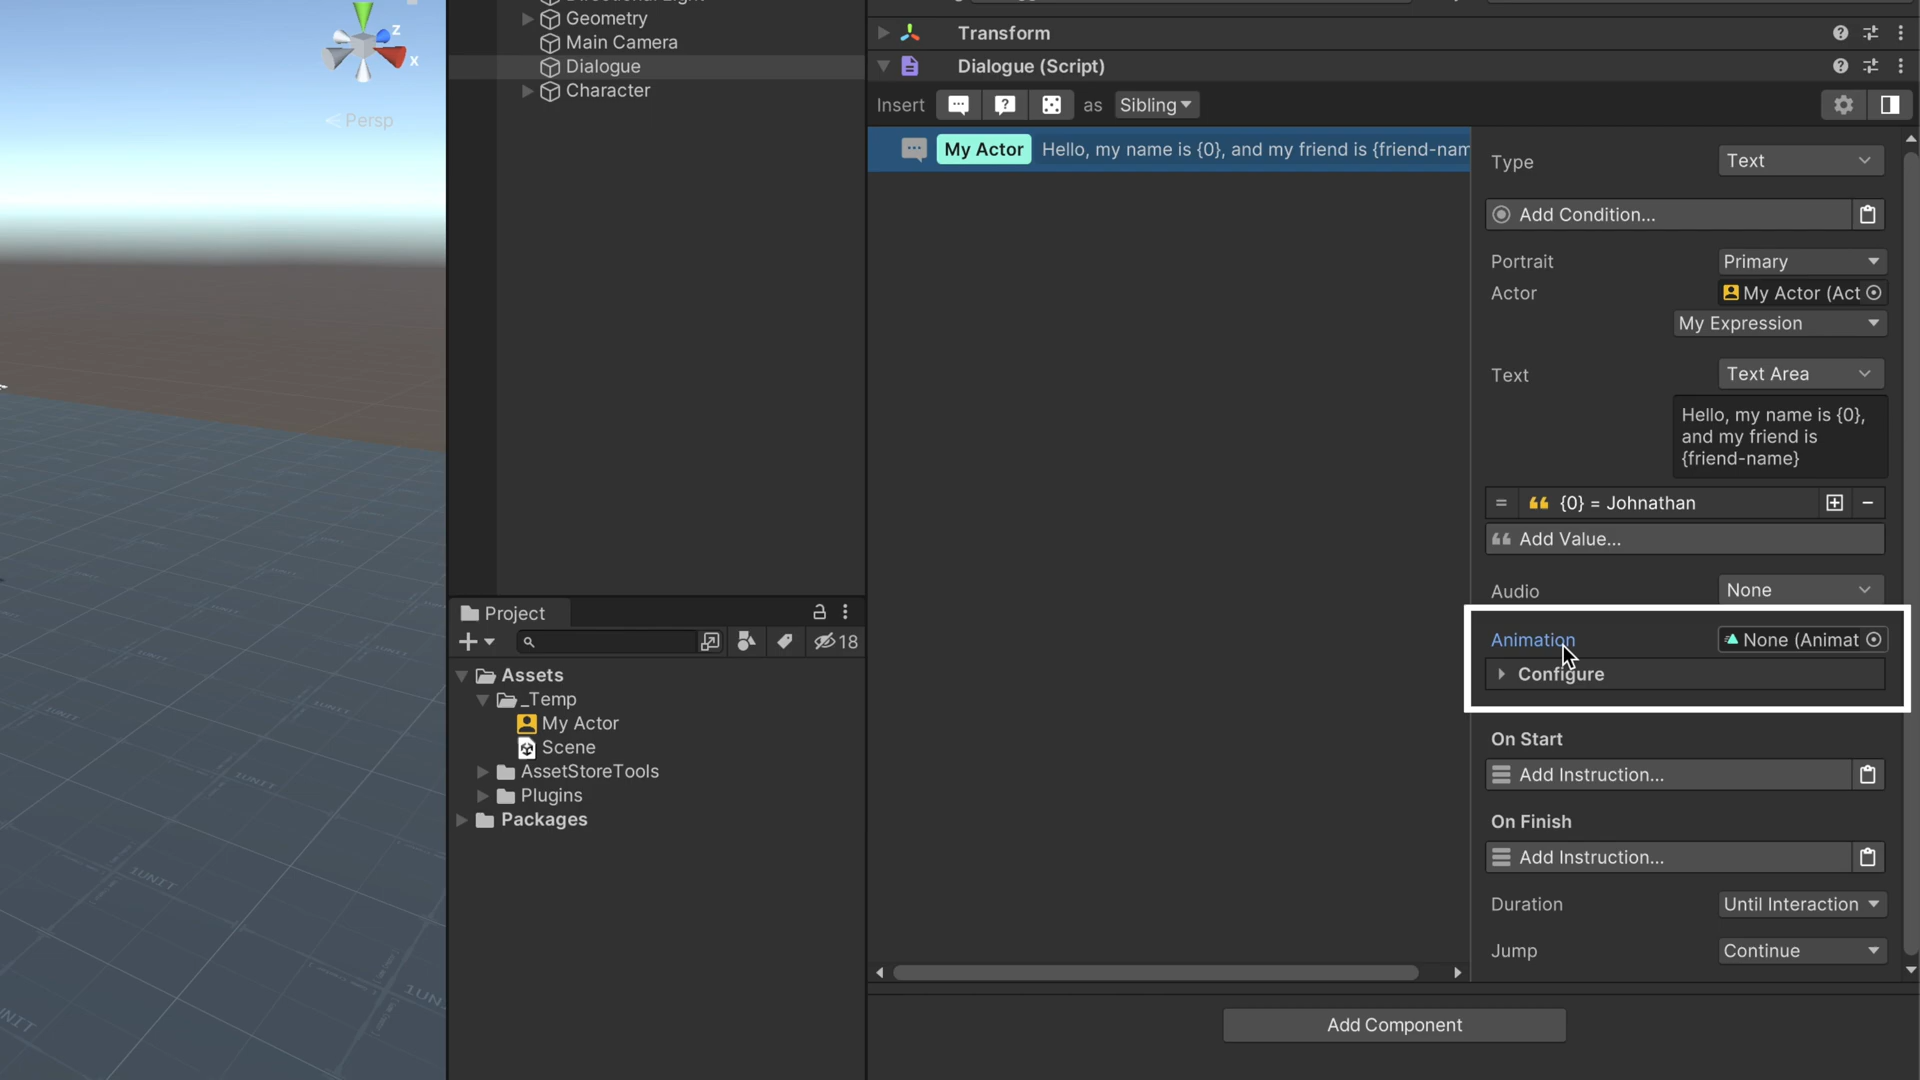 Z
X
Persp
1UNIT
1UNIT
1UNIT
UNIT
Geometry
Main Camera
Dialogue
Character
Project
18
Assets
_Temp
My Actor
Scene
AssetStoreTools
Plugins
Packages
Transform
Dialogue (Script)
Insert as Sibling
My Actor Hello, my name is {0}, and my friend is {friend-nam
Type Text
Add Condition...
Portrait Primary
Actor My Actor (Act
My Expression
Text Text Area
Hello, my name is {0},
and my friend is
{friend-name}
{0} = Johnathan
Add Value...
Audio None
Animation None (Animat
Configure
On Start
Add Instruction...
On Finish
Add Instruction...
Duration Until Interaction
Jump Continue
Add Component